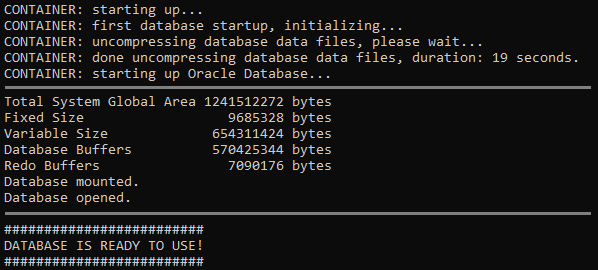 CONTAINER: starting up...
CONTAINER: first database startup, initializing...
CONTAINER: uncompressing database data files, please wait...
CONTAINER: done uncompressing database data files, duration: 19 seconds.
CONTAINER: starting up Oracle Database...
Total System Global Area 1241512272 bytes
Fixed Size                  9685328 bytes
Variable Size             654311424 bytes
Database Buffers          570425344 bytes
Redo Buffers                7090176 bytes
Database mounted.
Database opened.
#########################
DATABASE IS READY TO USE!
#########################